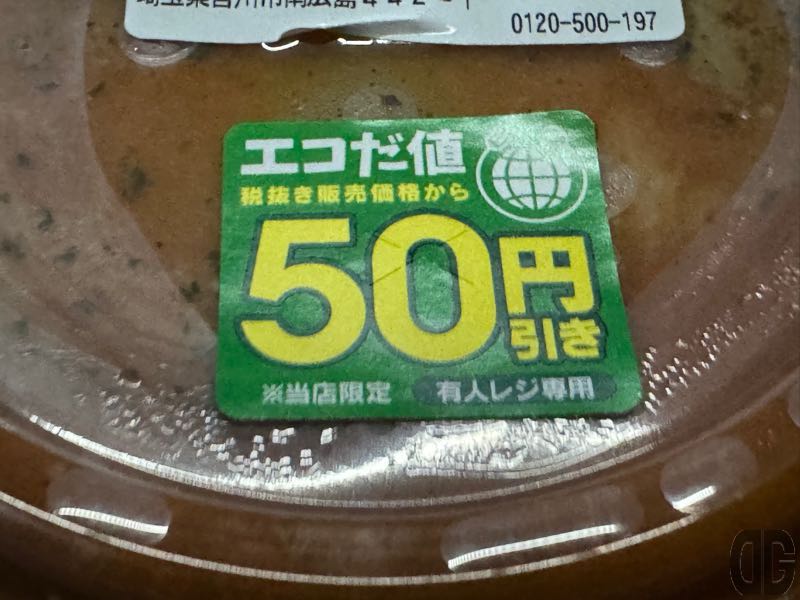 0120-500-197
エコだ値
税抜き販売価格から
50円
引き
※当店限定 有人レジ専用
DG